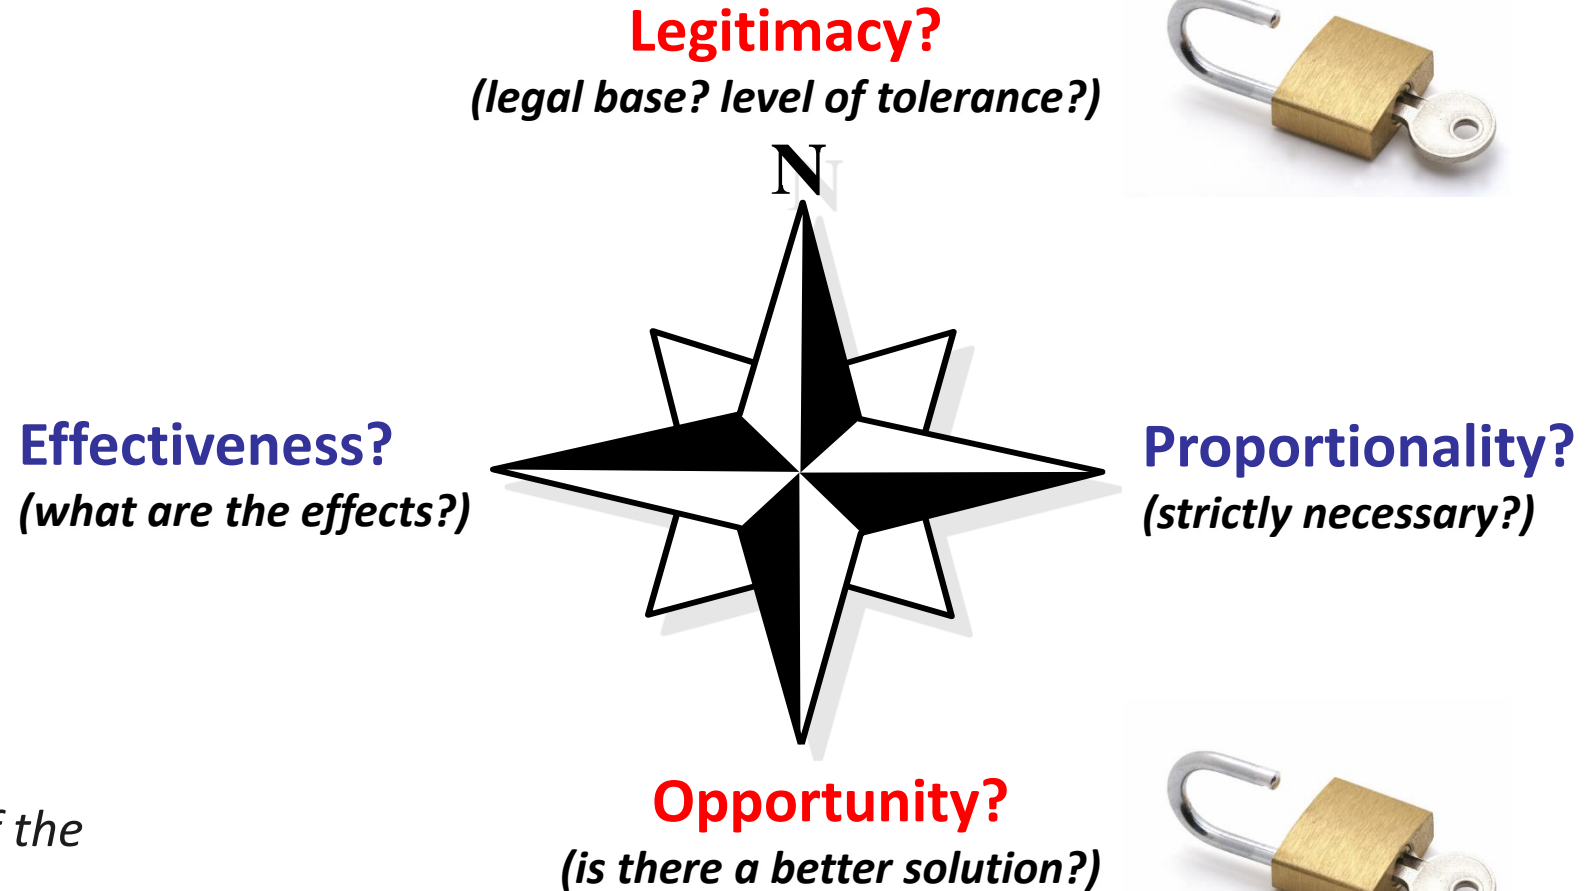 Legitimacy?
(legal base? level of tolerance?)
N
Effectiveness?
(what are the effects?)
Proportionality?
(strictly necessary?)
Opportunity?
(is there a better solution?)
the